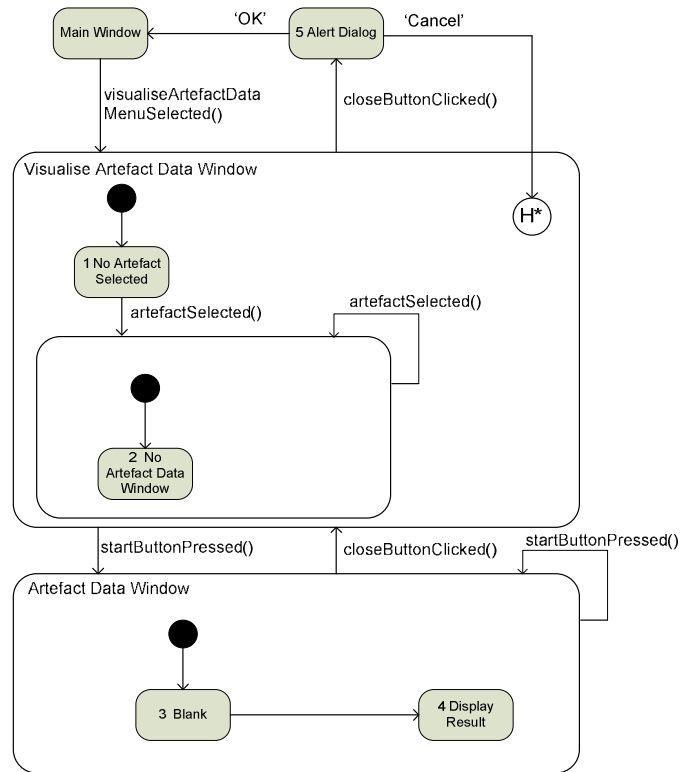 Main Window
'OK'
5 Alert Dialog
'Cancel'
visualiseArtefactData
MenuSelected()
closeButtonClicked()
Visualise Artefact Data Window
H*
1 No Artefact
Selected
artefactSelected()
artefactSelected()
2 No
Artefact Data
Window
startButtonPressed()
closeButtonClicked()
startButtonPressed()
Artefact Data Window
3 Blank
4 Display
Result